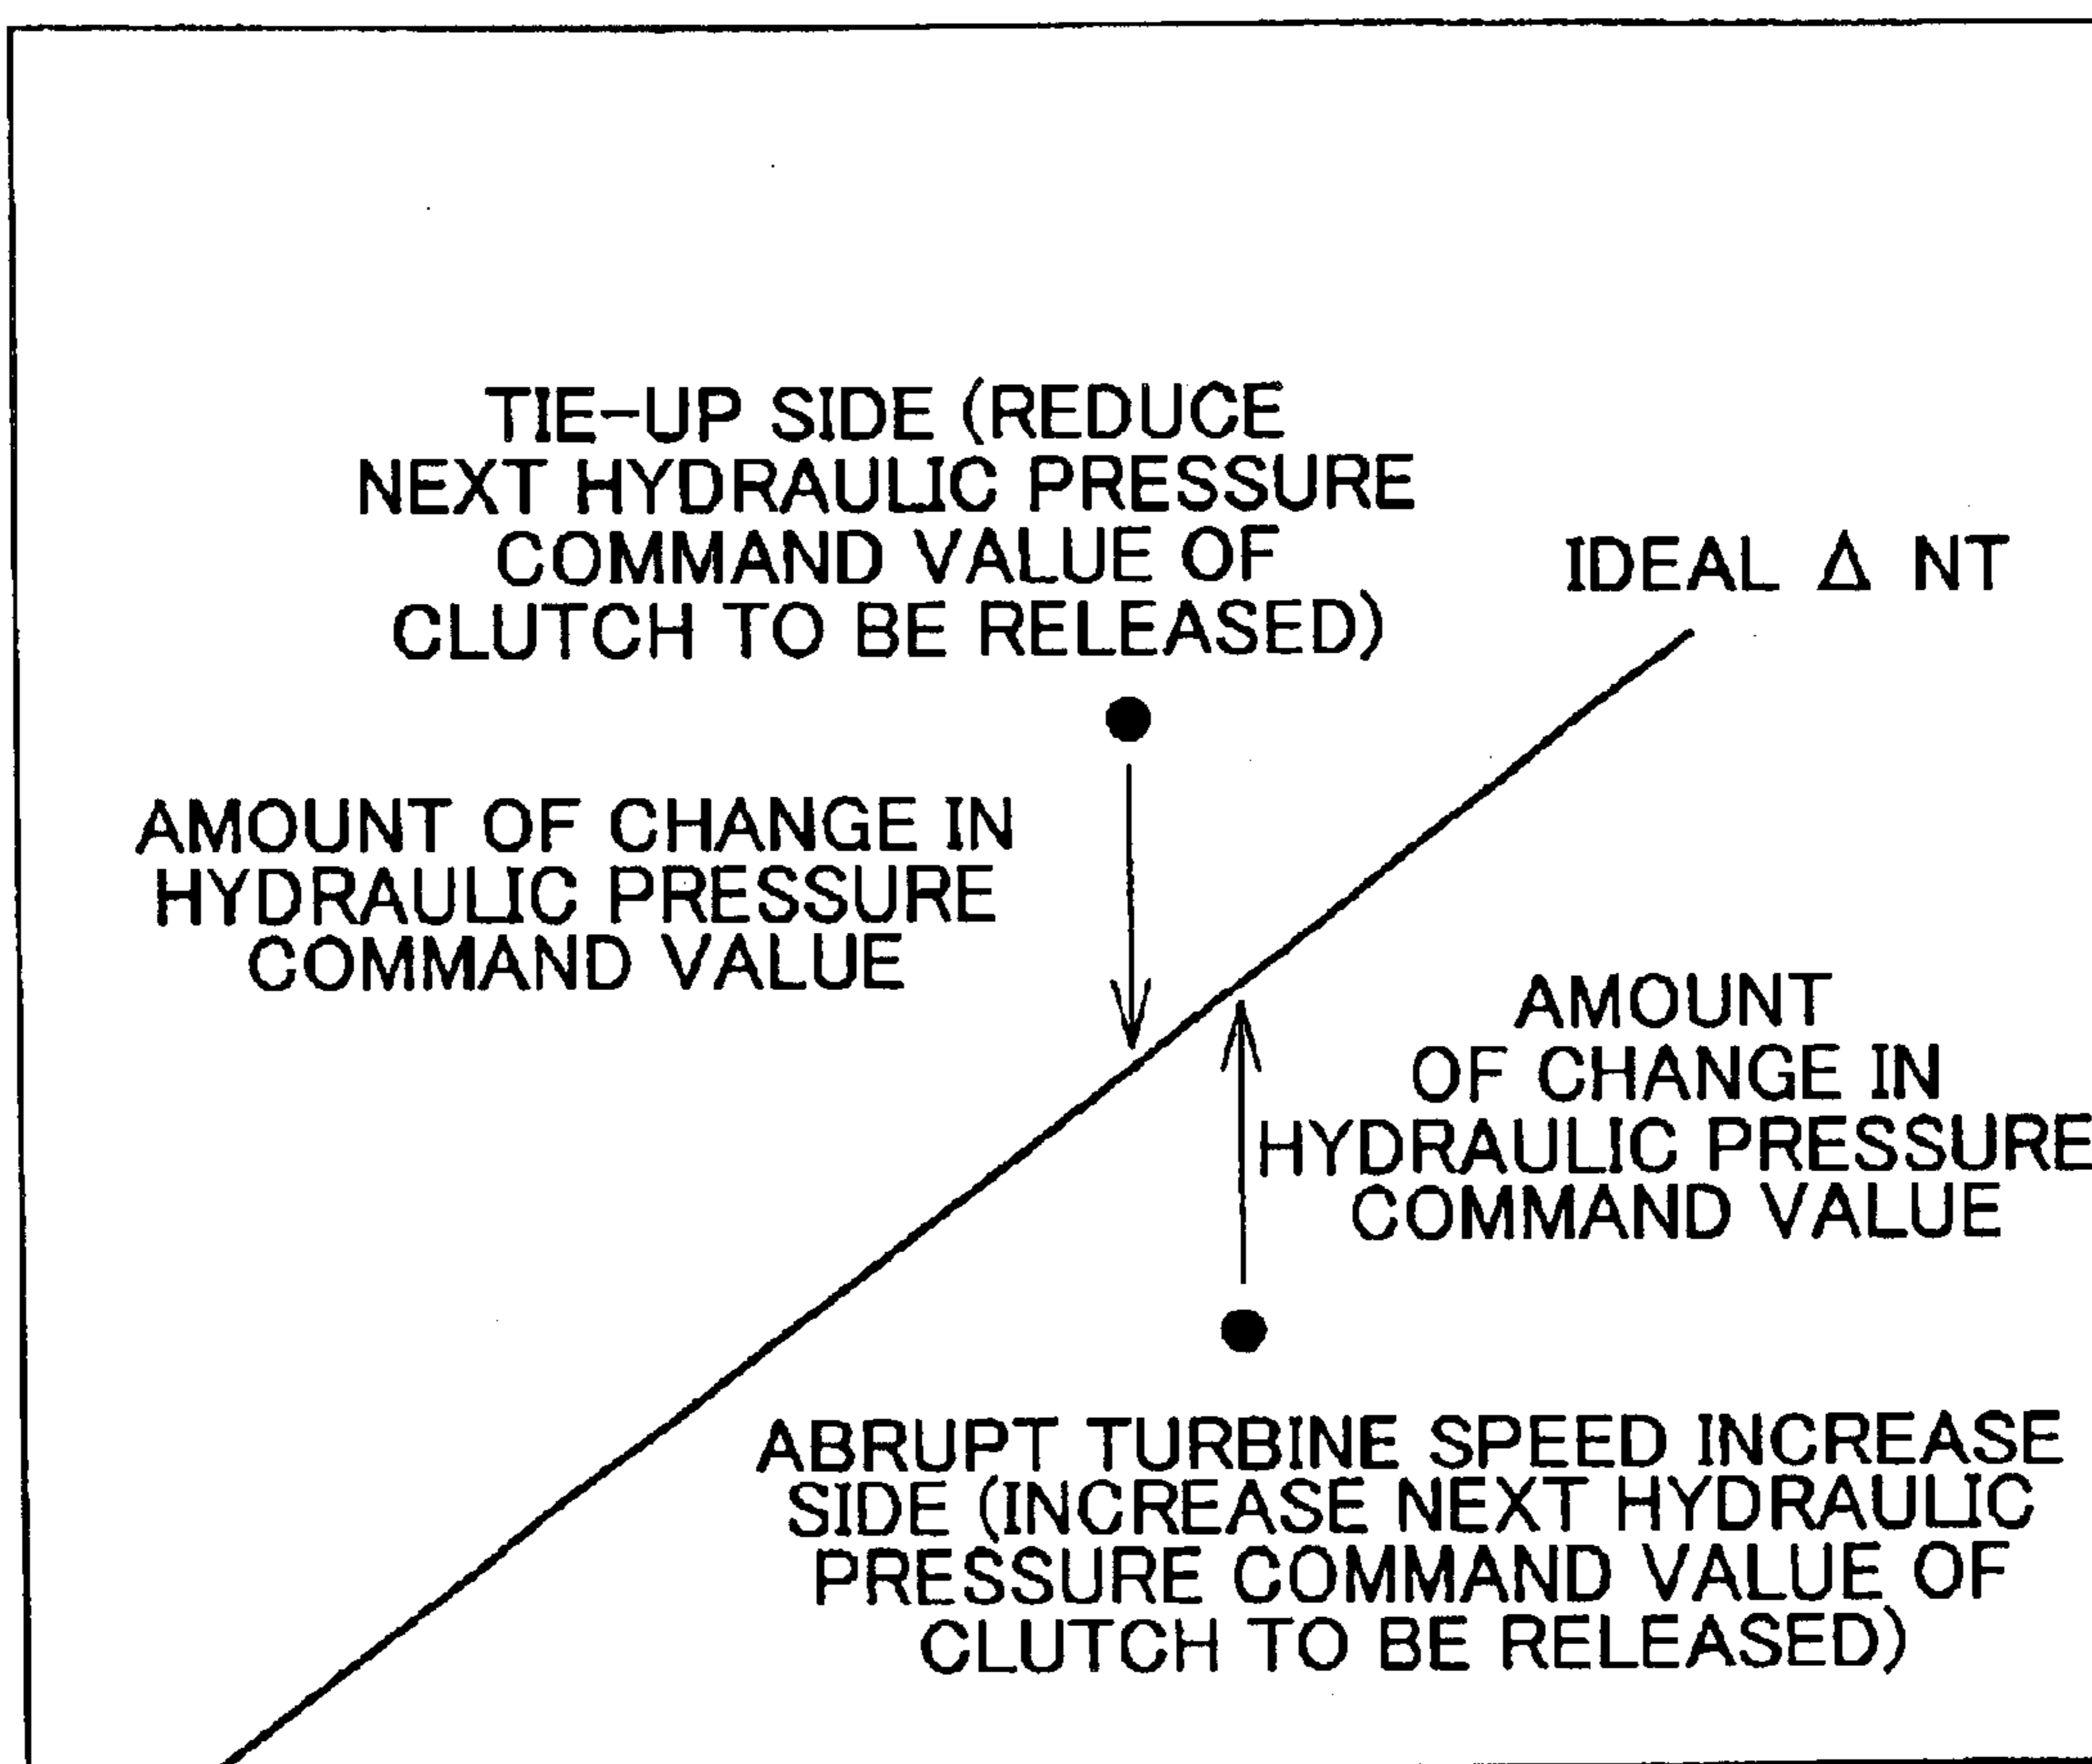 TIE-UP SIDE (REDUCE
NEXT HYDRAULIC PRESSURE
COMMAND VALUE OF
CLUTCH TO BE RELEASED)
IDEAL Δ NT
AMOUNT OF CHANGE IN
HYDRAULIC PRESSURE
COMMAND VALUE
AMOUNT
OF CHANGE IN
HYDRAULIC PRESSURE
COMMAND VALUE
ABRUPT TURBINE SPEED INCREASE
SIDE (INCREASE NEXT HYDRAULIC
PRESSURE COMMAND VALUE OF
CLUTCH TO BE RELEASED)